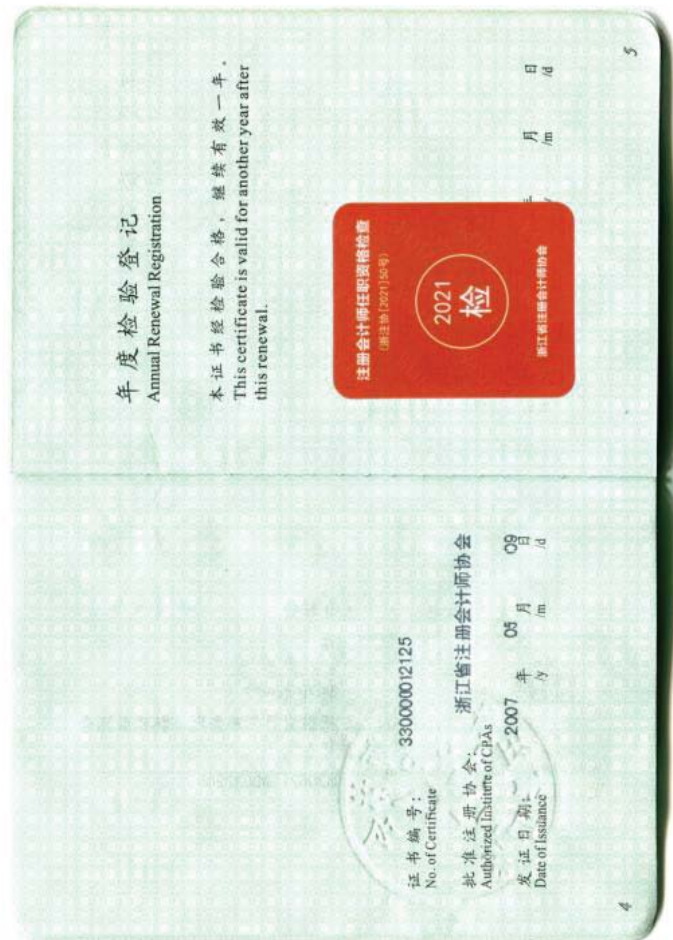 证书编号： 330000012125
No. of Certificate
批准注册协会： 浙江省注册会计师协会
Authorized Institute of CPAs
发证日期： 2007 年 05 月 09 日
Date of Issuance /y /m /d
4
年度检验登记
Annual Renewal Registration
本证书经检验合格，继续有效一年。
This certificate is valid for another year after
this renewal.
注册会计师任职资格检查
(浙注协[2021]50号)
2021
检
浙江省注册会计师协会
月 日
/m /d
5